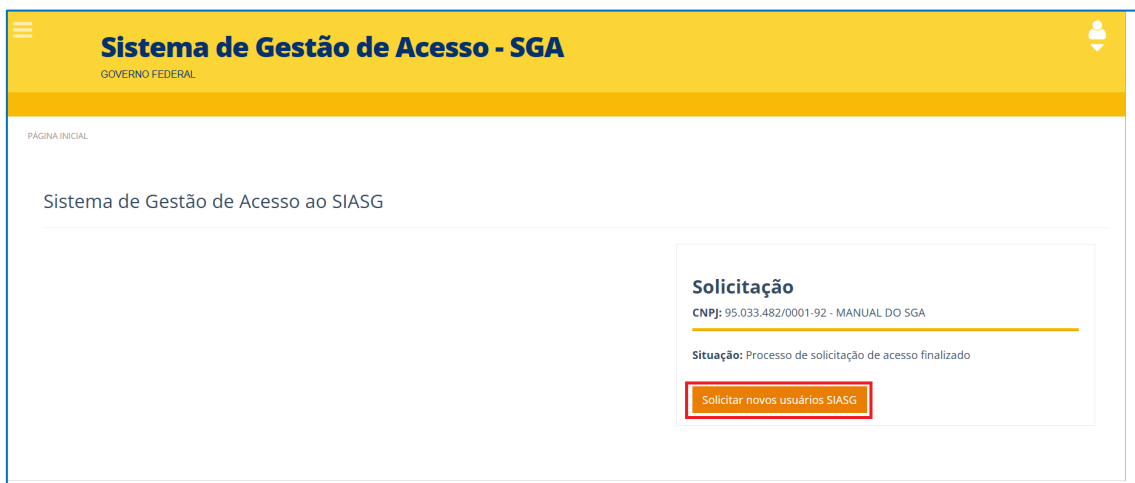 Sistema de Gestão de Acesso - SGA
GOVERNO FEDERAL
PÁGINA INICIAL
Sistema de Gestão de Acesso ao SIASG
Solicitação
CNPJ: 95.033.482/0001-92 - MANUAL DO SGA
Situação: Processo de solicitação de acesso finalizado
Solicitar novos usuários SIASG